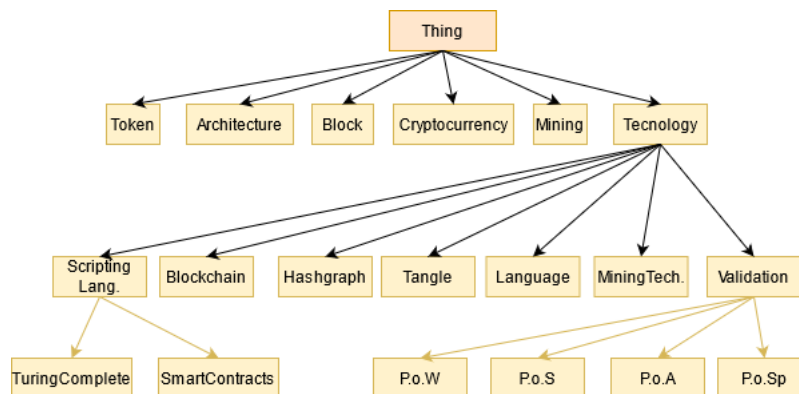 Thing
Token
Architecture
Block
Cryptocurrency
Mining
Tecnology
Scripting
Lang.
Blockchain
Hashgraph
Tangle
Language
MiningTech.
Validation
TuringComplete
SmartContracts
P.o.W
P.o.S
P.o.A
P.o.Sp